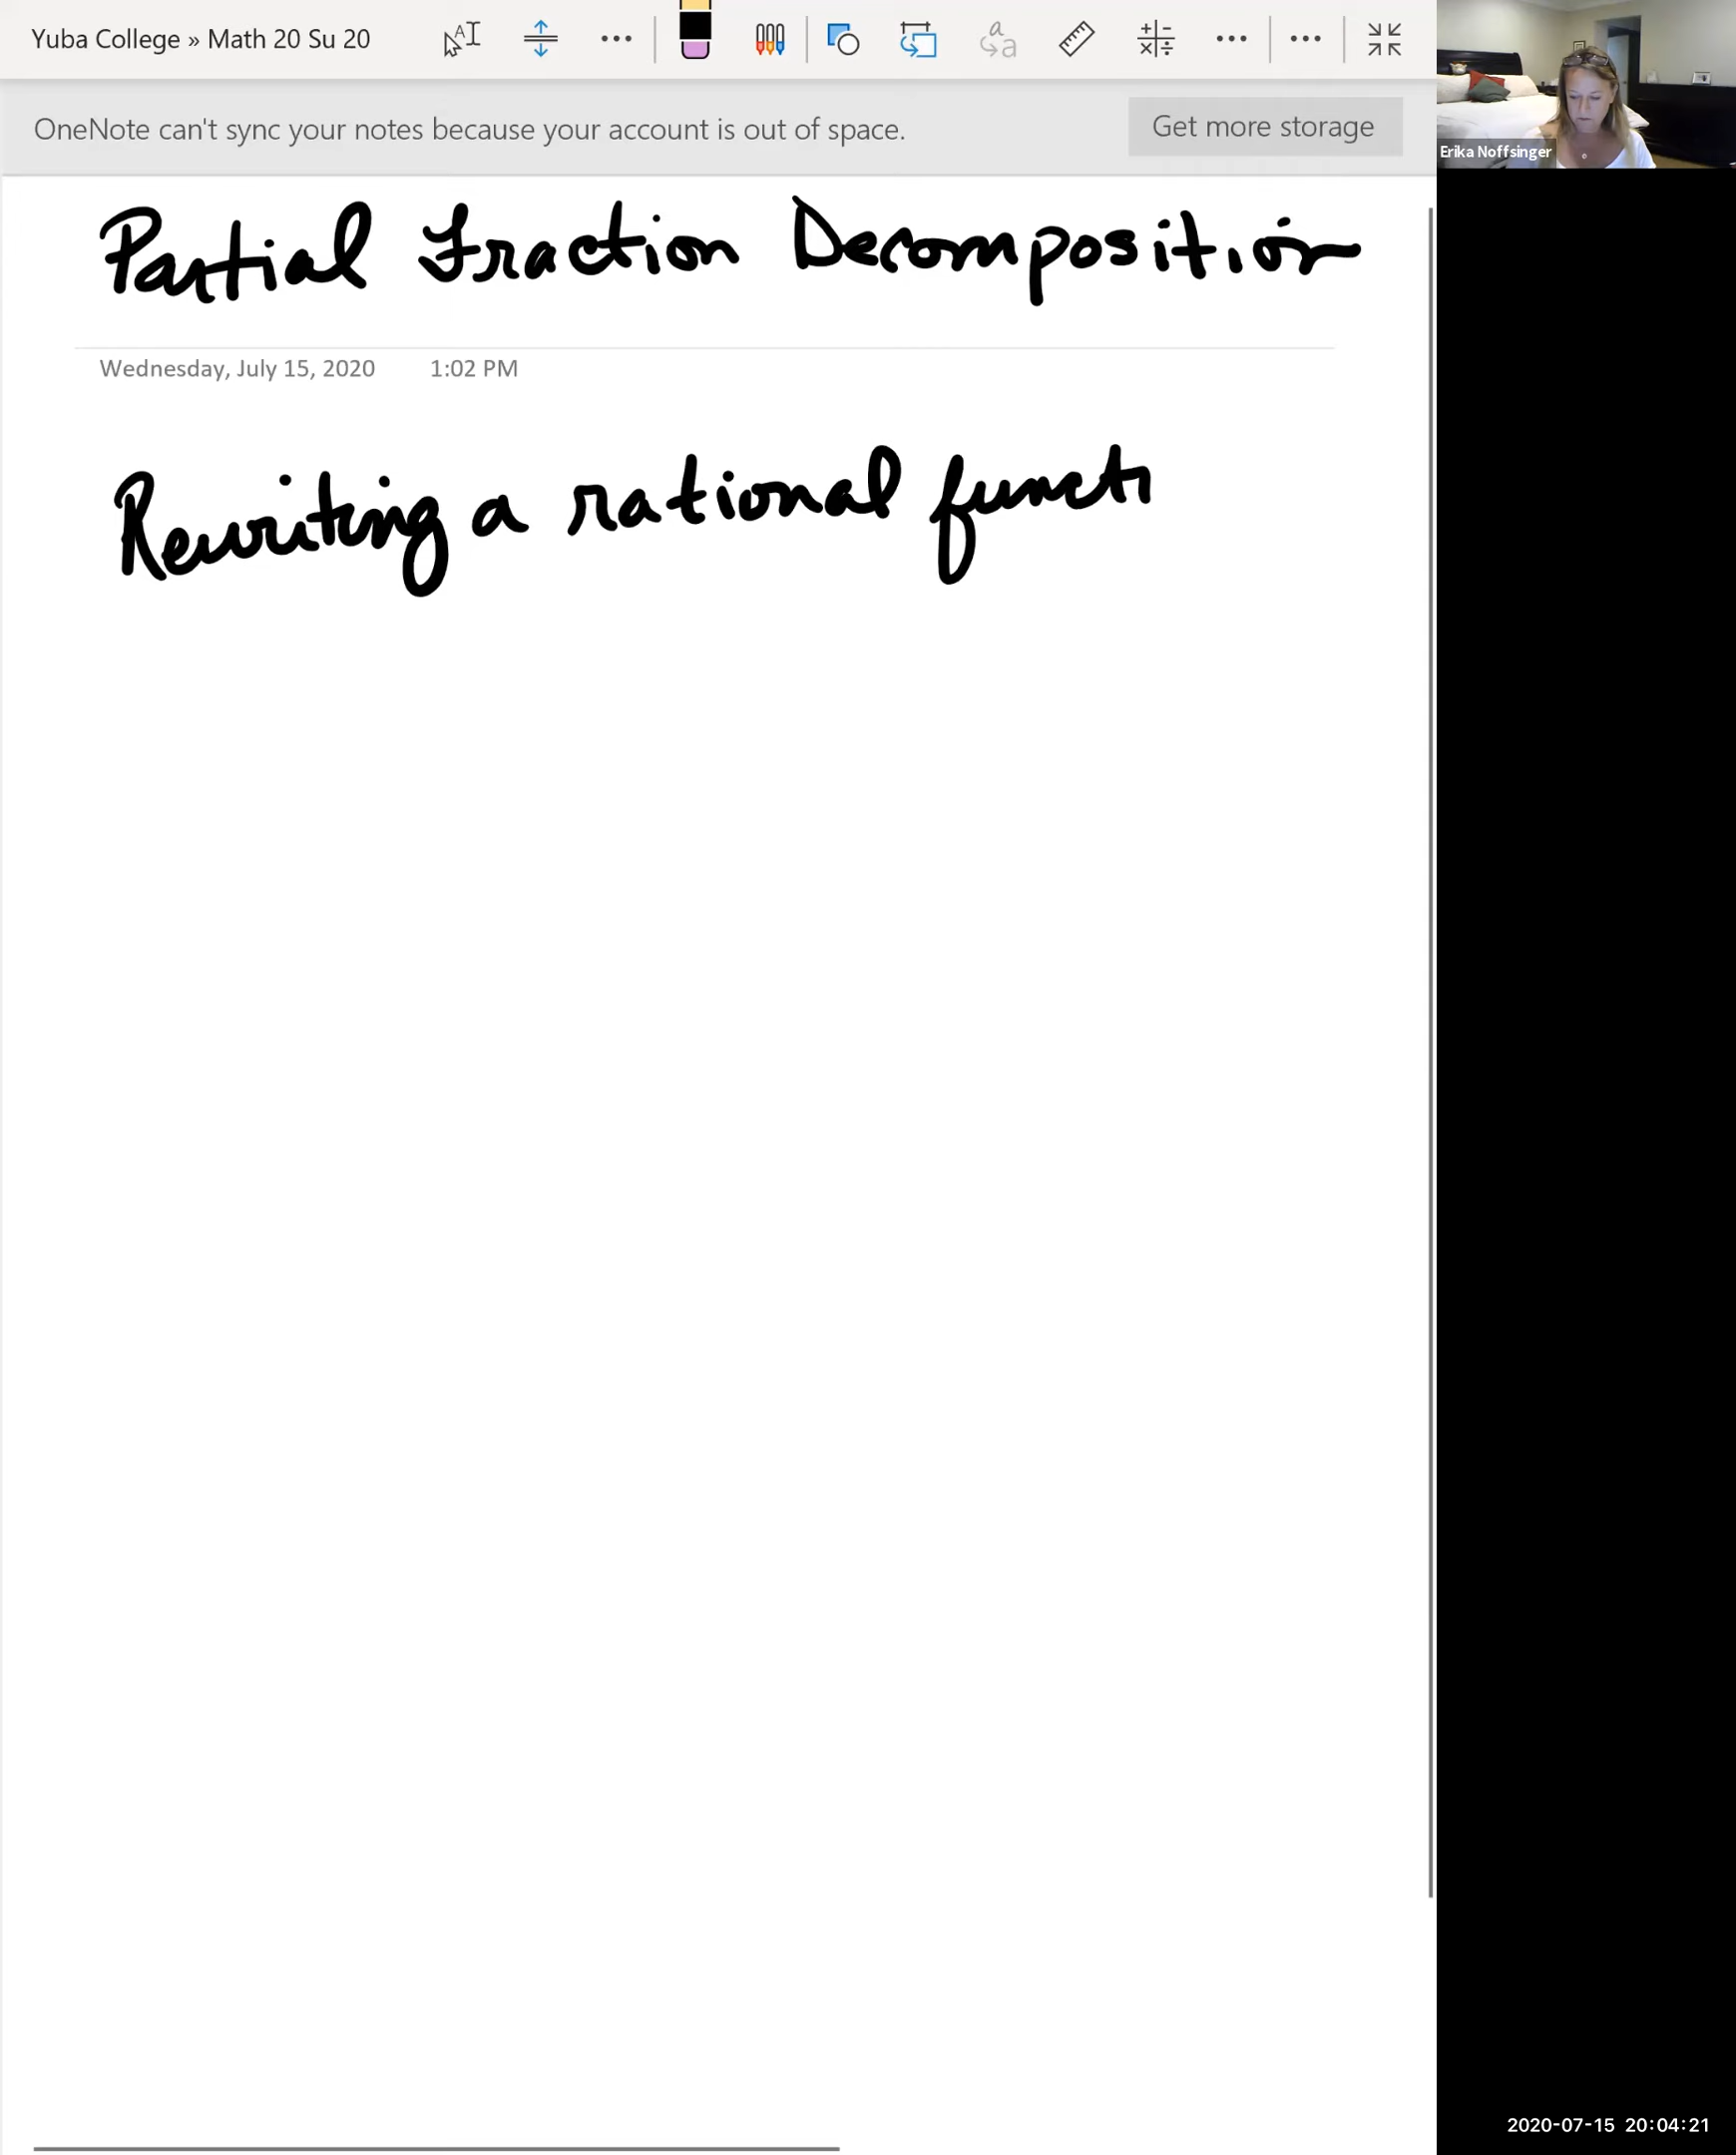 Yuba College » Math 20 Su 20
OneNote can't sync your notes because your account is out of space.
Get more storage
Erika Noffsinger
Partial Fraction Decomposition
Wednesday, July 15, 2020 1:02 PM
Rewriting a rational functi
2020-07-15 20:04:21